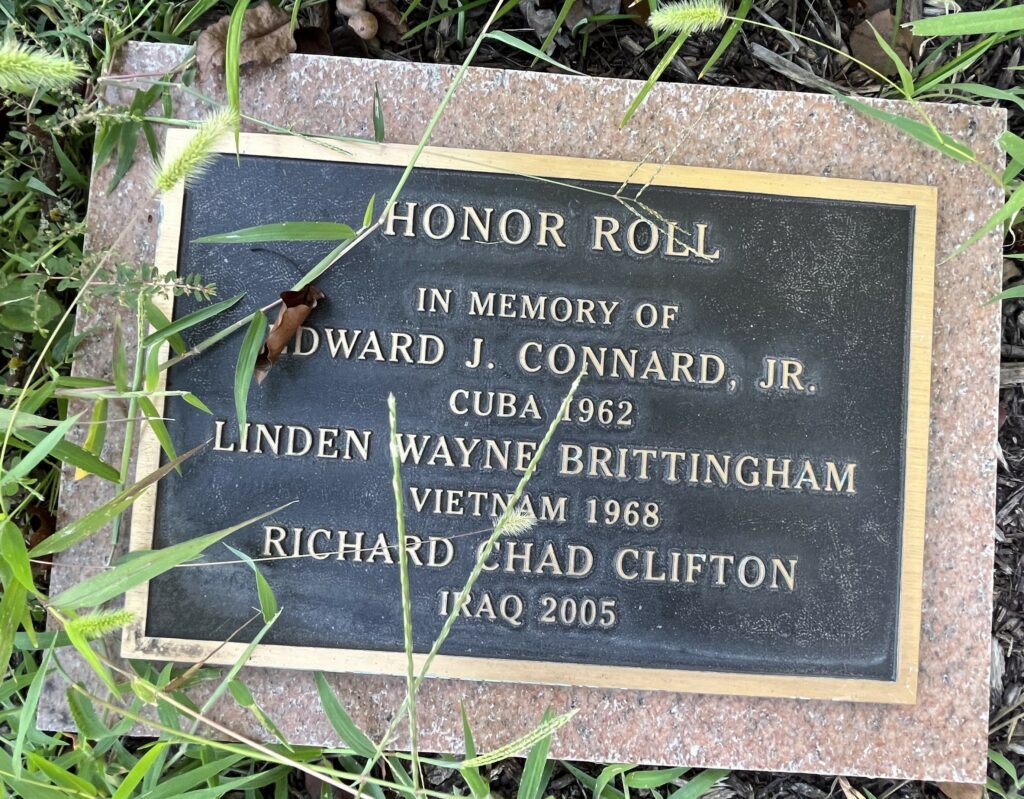 HONOR ROLL
IN MEMORY OF
EDWARD J. CONNARD, JR.
CUBA 1962
LINDEN WAYNE BRITTINGHAM
VIETNAM 1968
RICHARD CHAD CLIFTON
IRAQ 2005